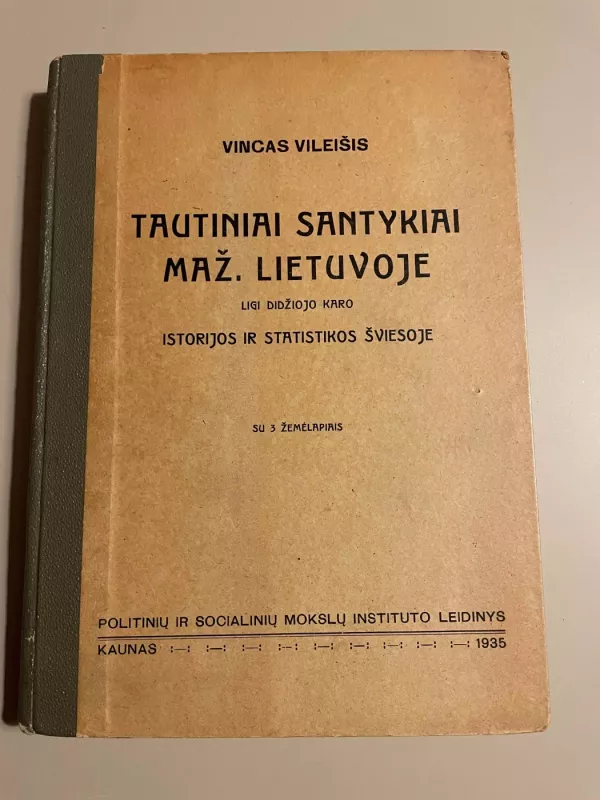 VINCAS VILEIŠIS
TAUTINIAI SANTYKIAI
MAŽ. LIETUVOJE
LIGI DIDŽIOJO KARO
ISTORIJOS IR STATISTIKOS ŠVIESOJE
SU 3 ŽEMĖLAPIAIS
POLITINIŲ IR SOCIALINIŲ MOKSLŲ INSTITUTO LEIDINYS
KAUNAS :—: :—: :—: :—: :—: :—: :—: :—: :—: 1935